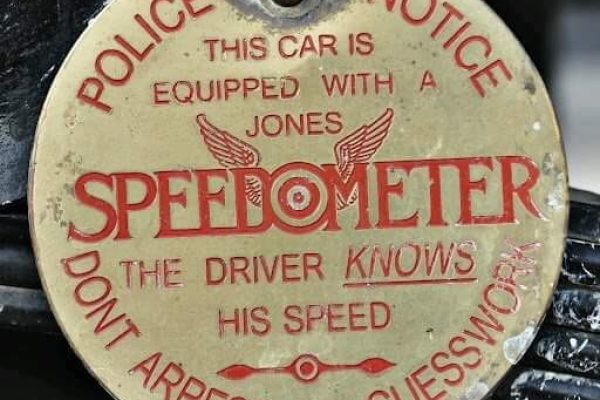 POLICE NOTICE
THIS CAR IS
EQUIPPED WITH A
JONES
SPEEDOMETER
THE DRIVER KNOWS
HIS SPEED
DONT GUESSWORK